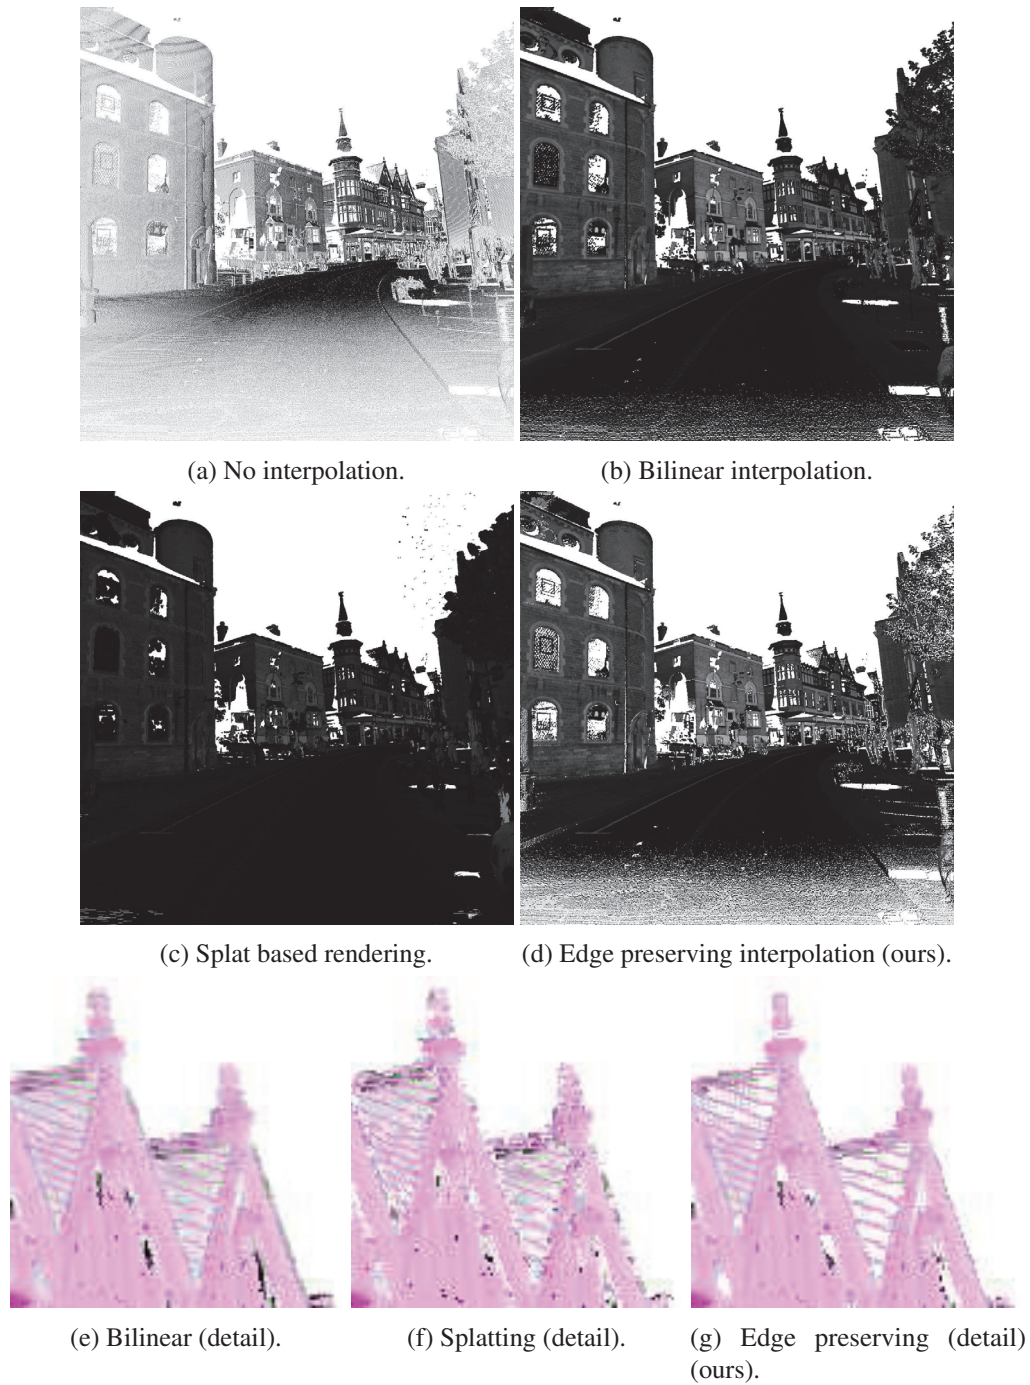 (a) No interpolation.
(b) Bilinear interpolation.
(c) Splat based rendering.
(d) Edge preserving interpolation (ours).
(e) Bilinear (detail).
(f) Splatting (detail).
(g) Edge preserving (detail)
(ours).